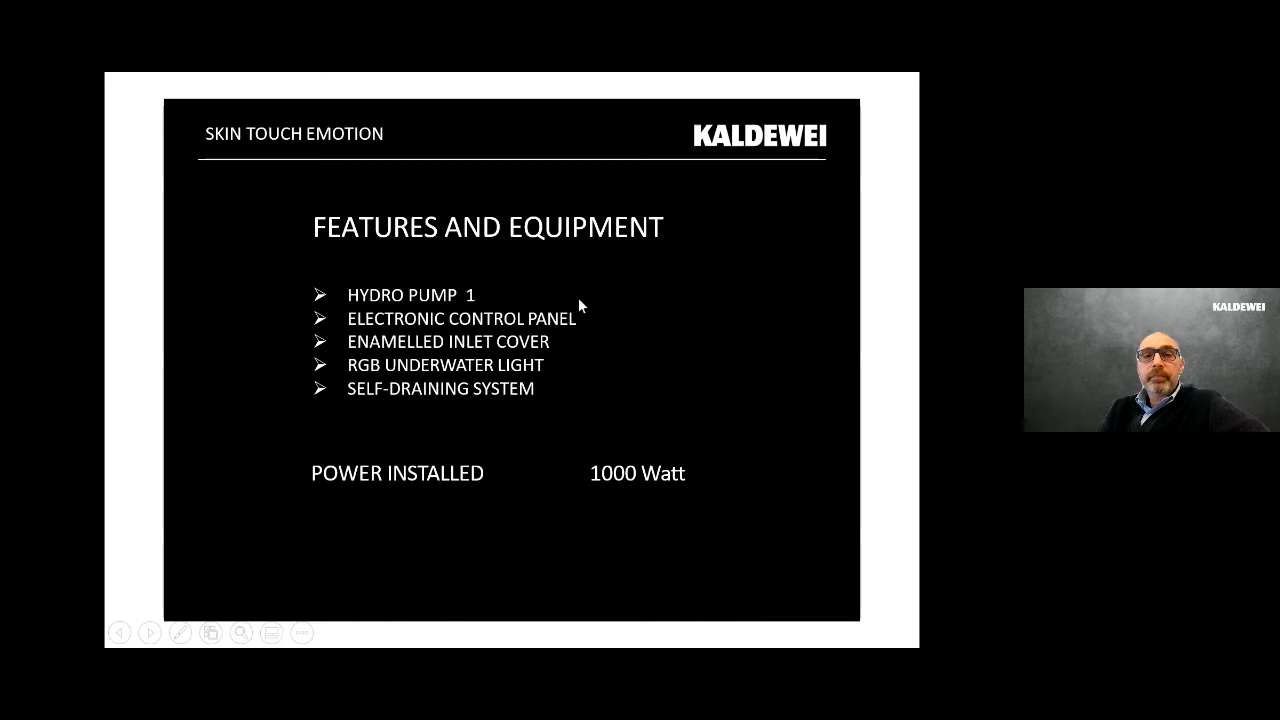 SKIN TOUCH EMOTION
KALDEWEI
FEATURES AND EQUIPMENT
HYDRO PUMP 1
ELECTRONIC CONTROL PANEL
ENAMELLED INLET COVER
RGB UNDERWATER LIGHT
SELF-DRAINING SYSTEM
POWER INSTALLED 1000 Watt
KALDEWEI